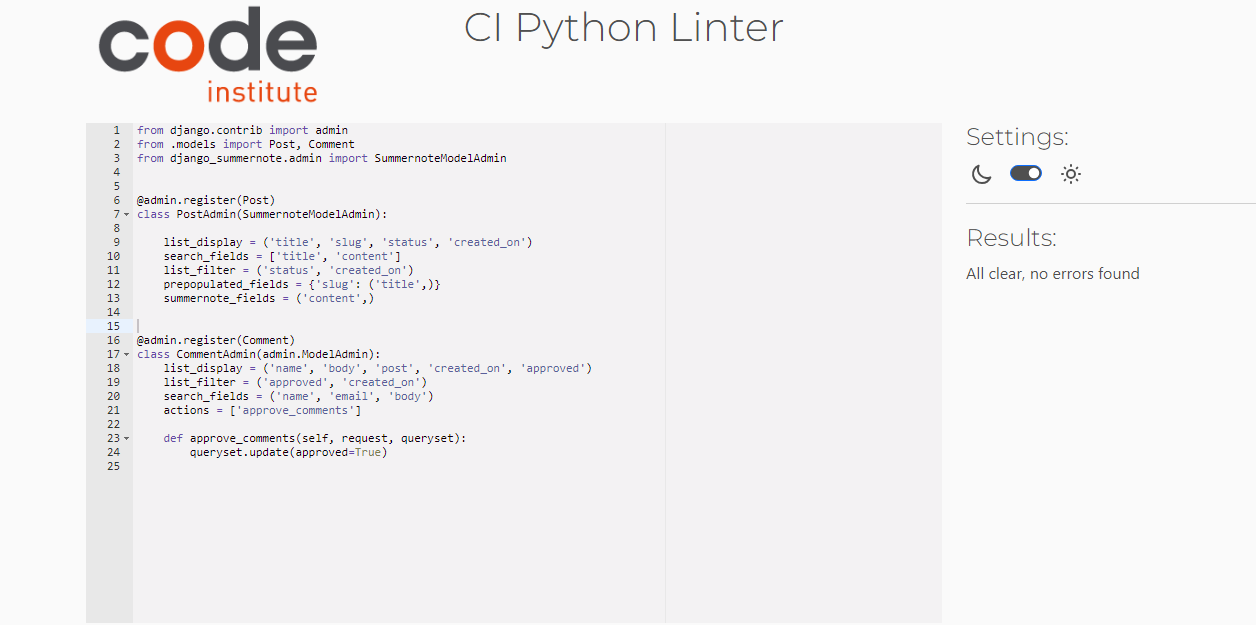 code
institute
CI Python Linter
1 from django.contrib import admin
2 from .models import Post, Comment
3 from django_summernote.admin import SummernoteModelAdmin
4
5
6 @admin.register(Post)
7 class PostAdmin(SummernoteModelAdmin):
8
9     list_display = ('title', 'slug', 'status', 'created_on')
10     search_fields = ['title', 'content']
11     list_filter = ('status', 'created_on')
12     prepopulated_fields = {'slug': ('title',)}
13     summernote_fields = ('content',)
14
15
16 @admin.register(Comment)
17 class CommentAdmin(admin.ModelAdmin):
18     list_display = ('name', 'body', 'post', 'created_on', 'approved')
19     list_filter = ('approved', 'created_on')
20     search_fields = ('name', 'email', 'body')
21     actions = ['approve_comments']
22
23     def approve_comments(self, request, queryset):
24         queryset.update(approved=True)
25
Settings:
Results:
All clear, no errors found